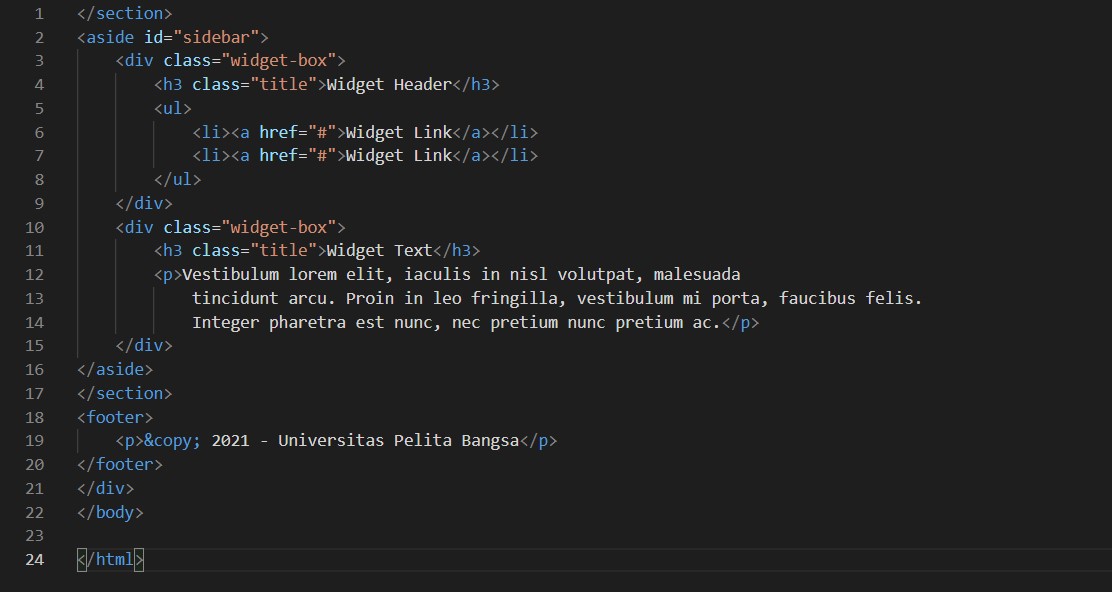 1 </section>
2 <aside id="sidebar">
3     <div class="widget-box">
4         <h3 class="title">Widget Header</h3>
5         <ul>
6             <li><a href="#">Widget Link</a></li>
7             <li><a href="#">Widget Link</a></li>
8         </ul>
9     </div>
10     <div class="widget-box">
11         <h3 class="title">Widget Text</h3>
12         <p>Vestibulum lorem elit, iaculis in nisl volutpat, malesuada
13             tincidunt arcu. Proin in leo fringilla, vestibulum mi porta, faucibus felis.
14             Integer pharetra est nunc, nec pretium nunc pretium ac.</p>
15     </div>
16 </aside>
17 </section>
18 <footer>
19     <p>&copy; 2021 - Universitas Pelita Bangsa</p>
20 </footer>
21 </div>
22 </body>
23
24 </html>